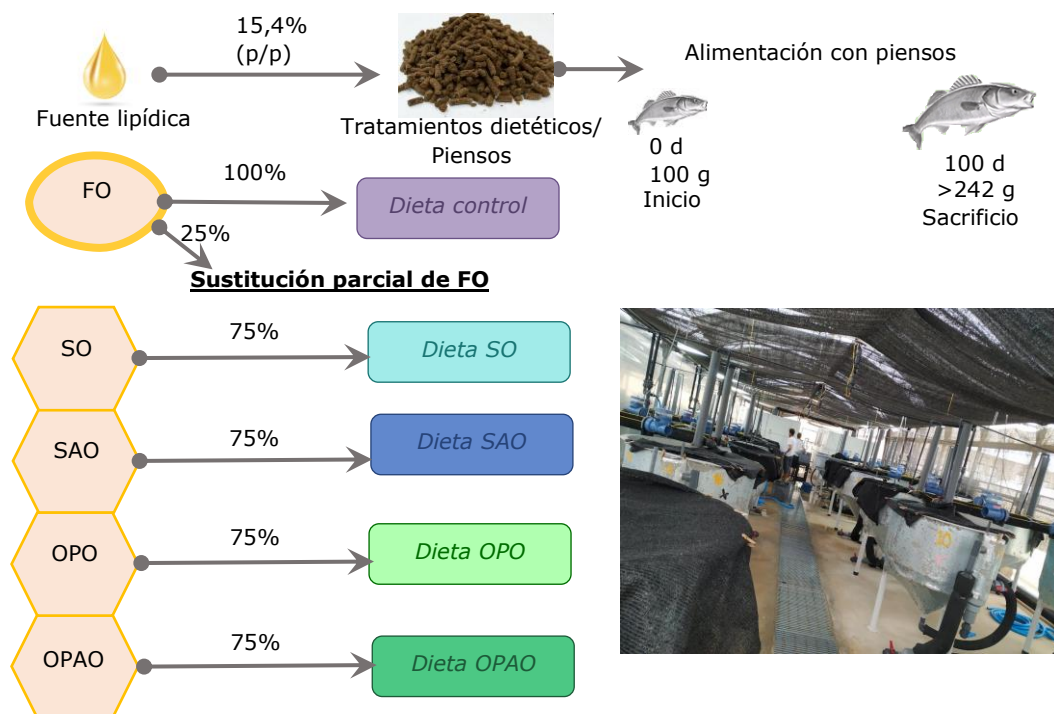 15,4%
(p/p)
Fuente lipídica
Tratamientos dietéticos/
Piensos
Alimentación con piensos
0 d
100 g
Inicio
100 d
>242 g
Sacrificio
FO
100%
Dieta control
25%
Sustitución parcial de FO
SO
75%
Dieta SO
SAO
75%
Dieta SAO
OPO
75%
Dieta OPO
OPAO
75%
Dieta OPAO